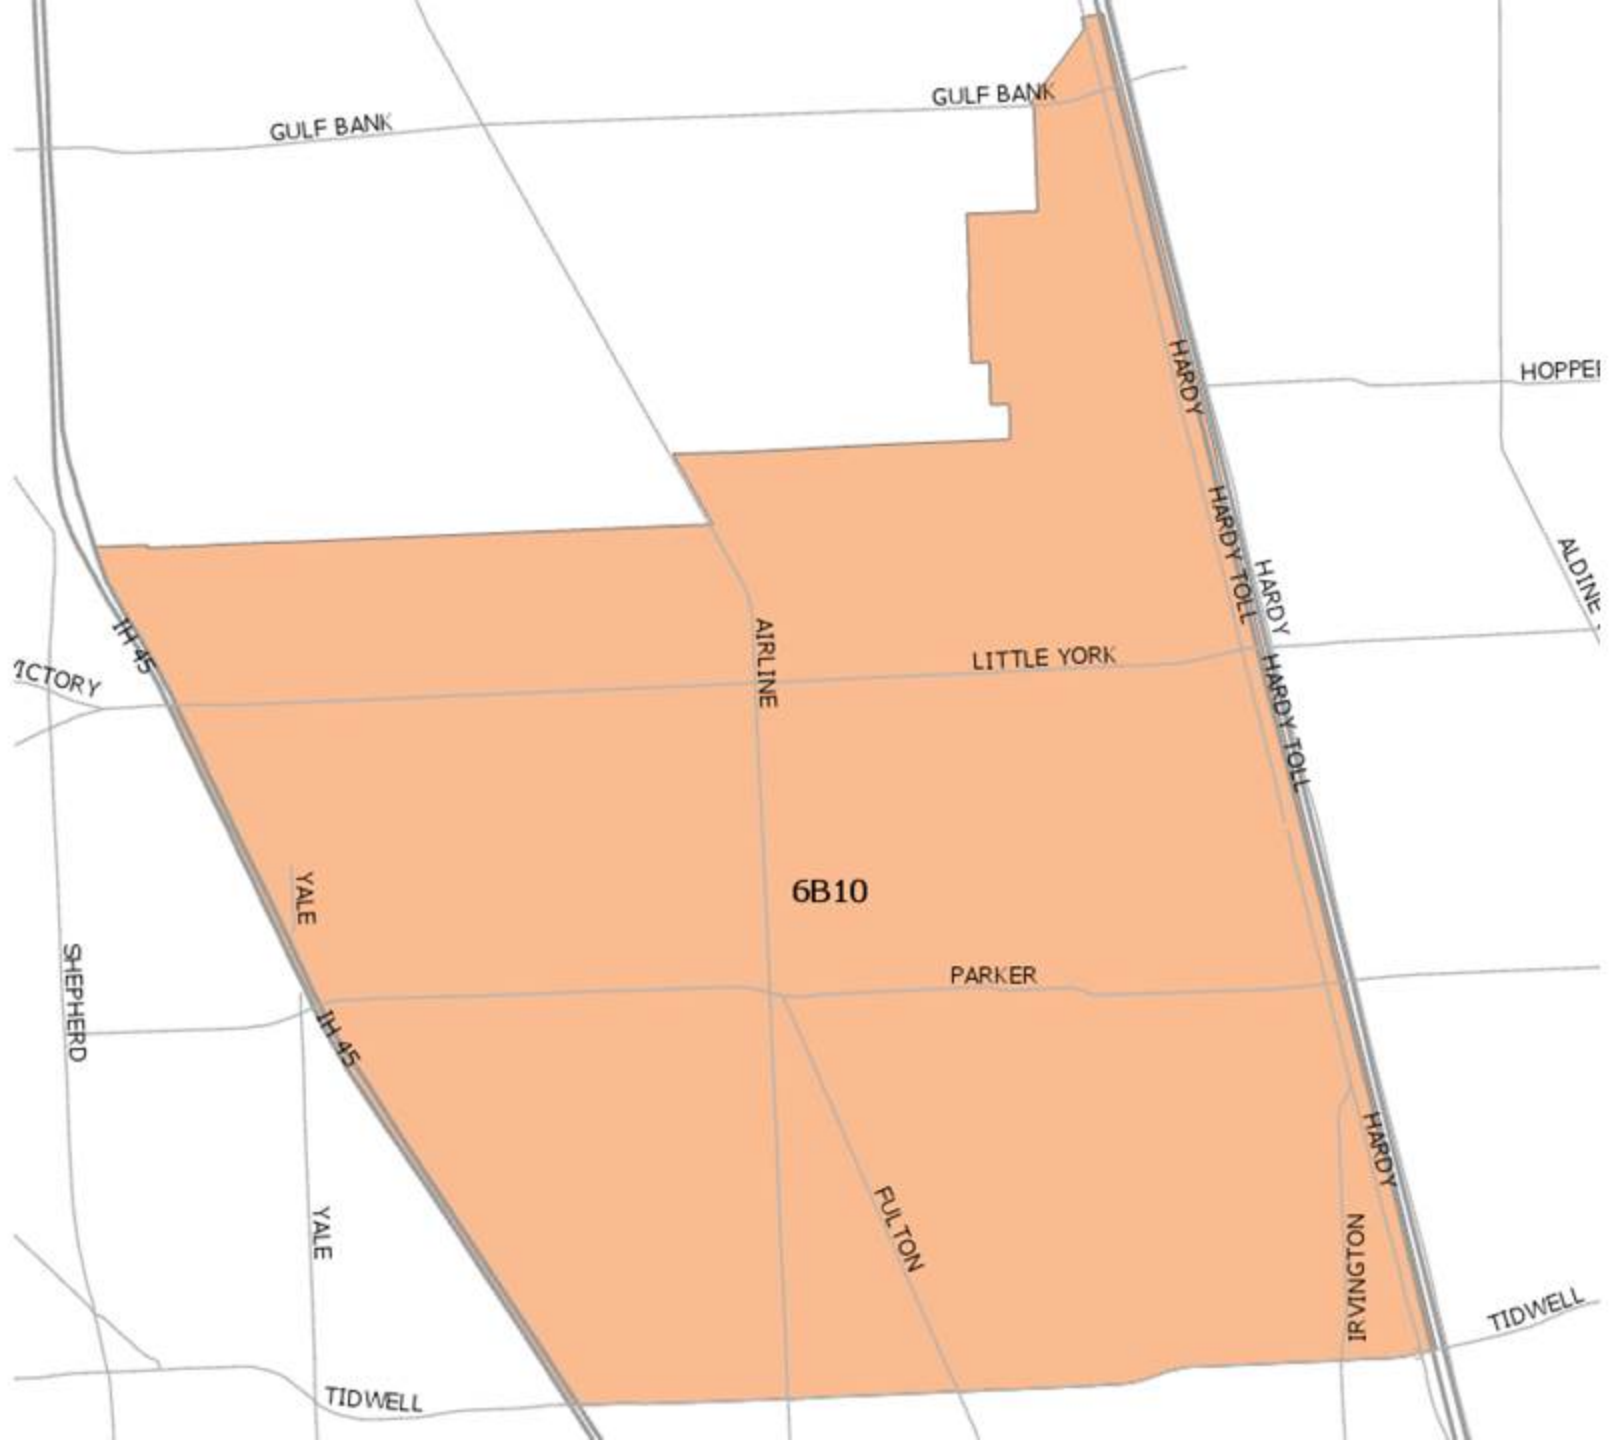 GULF BANK
GULF BANK
HARDY
HOPPE
HARDY TOLL
ALDINE
HARDY
IH 45
AIRLINE
LITTLE YORK
ICTORY
HARDY TOLL
YALE
6B10
SHEPHERD
PARKER
IH 45
HARDY
YALE
FULTON
IRVINGTON
TIDWELL
TIDWELL